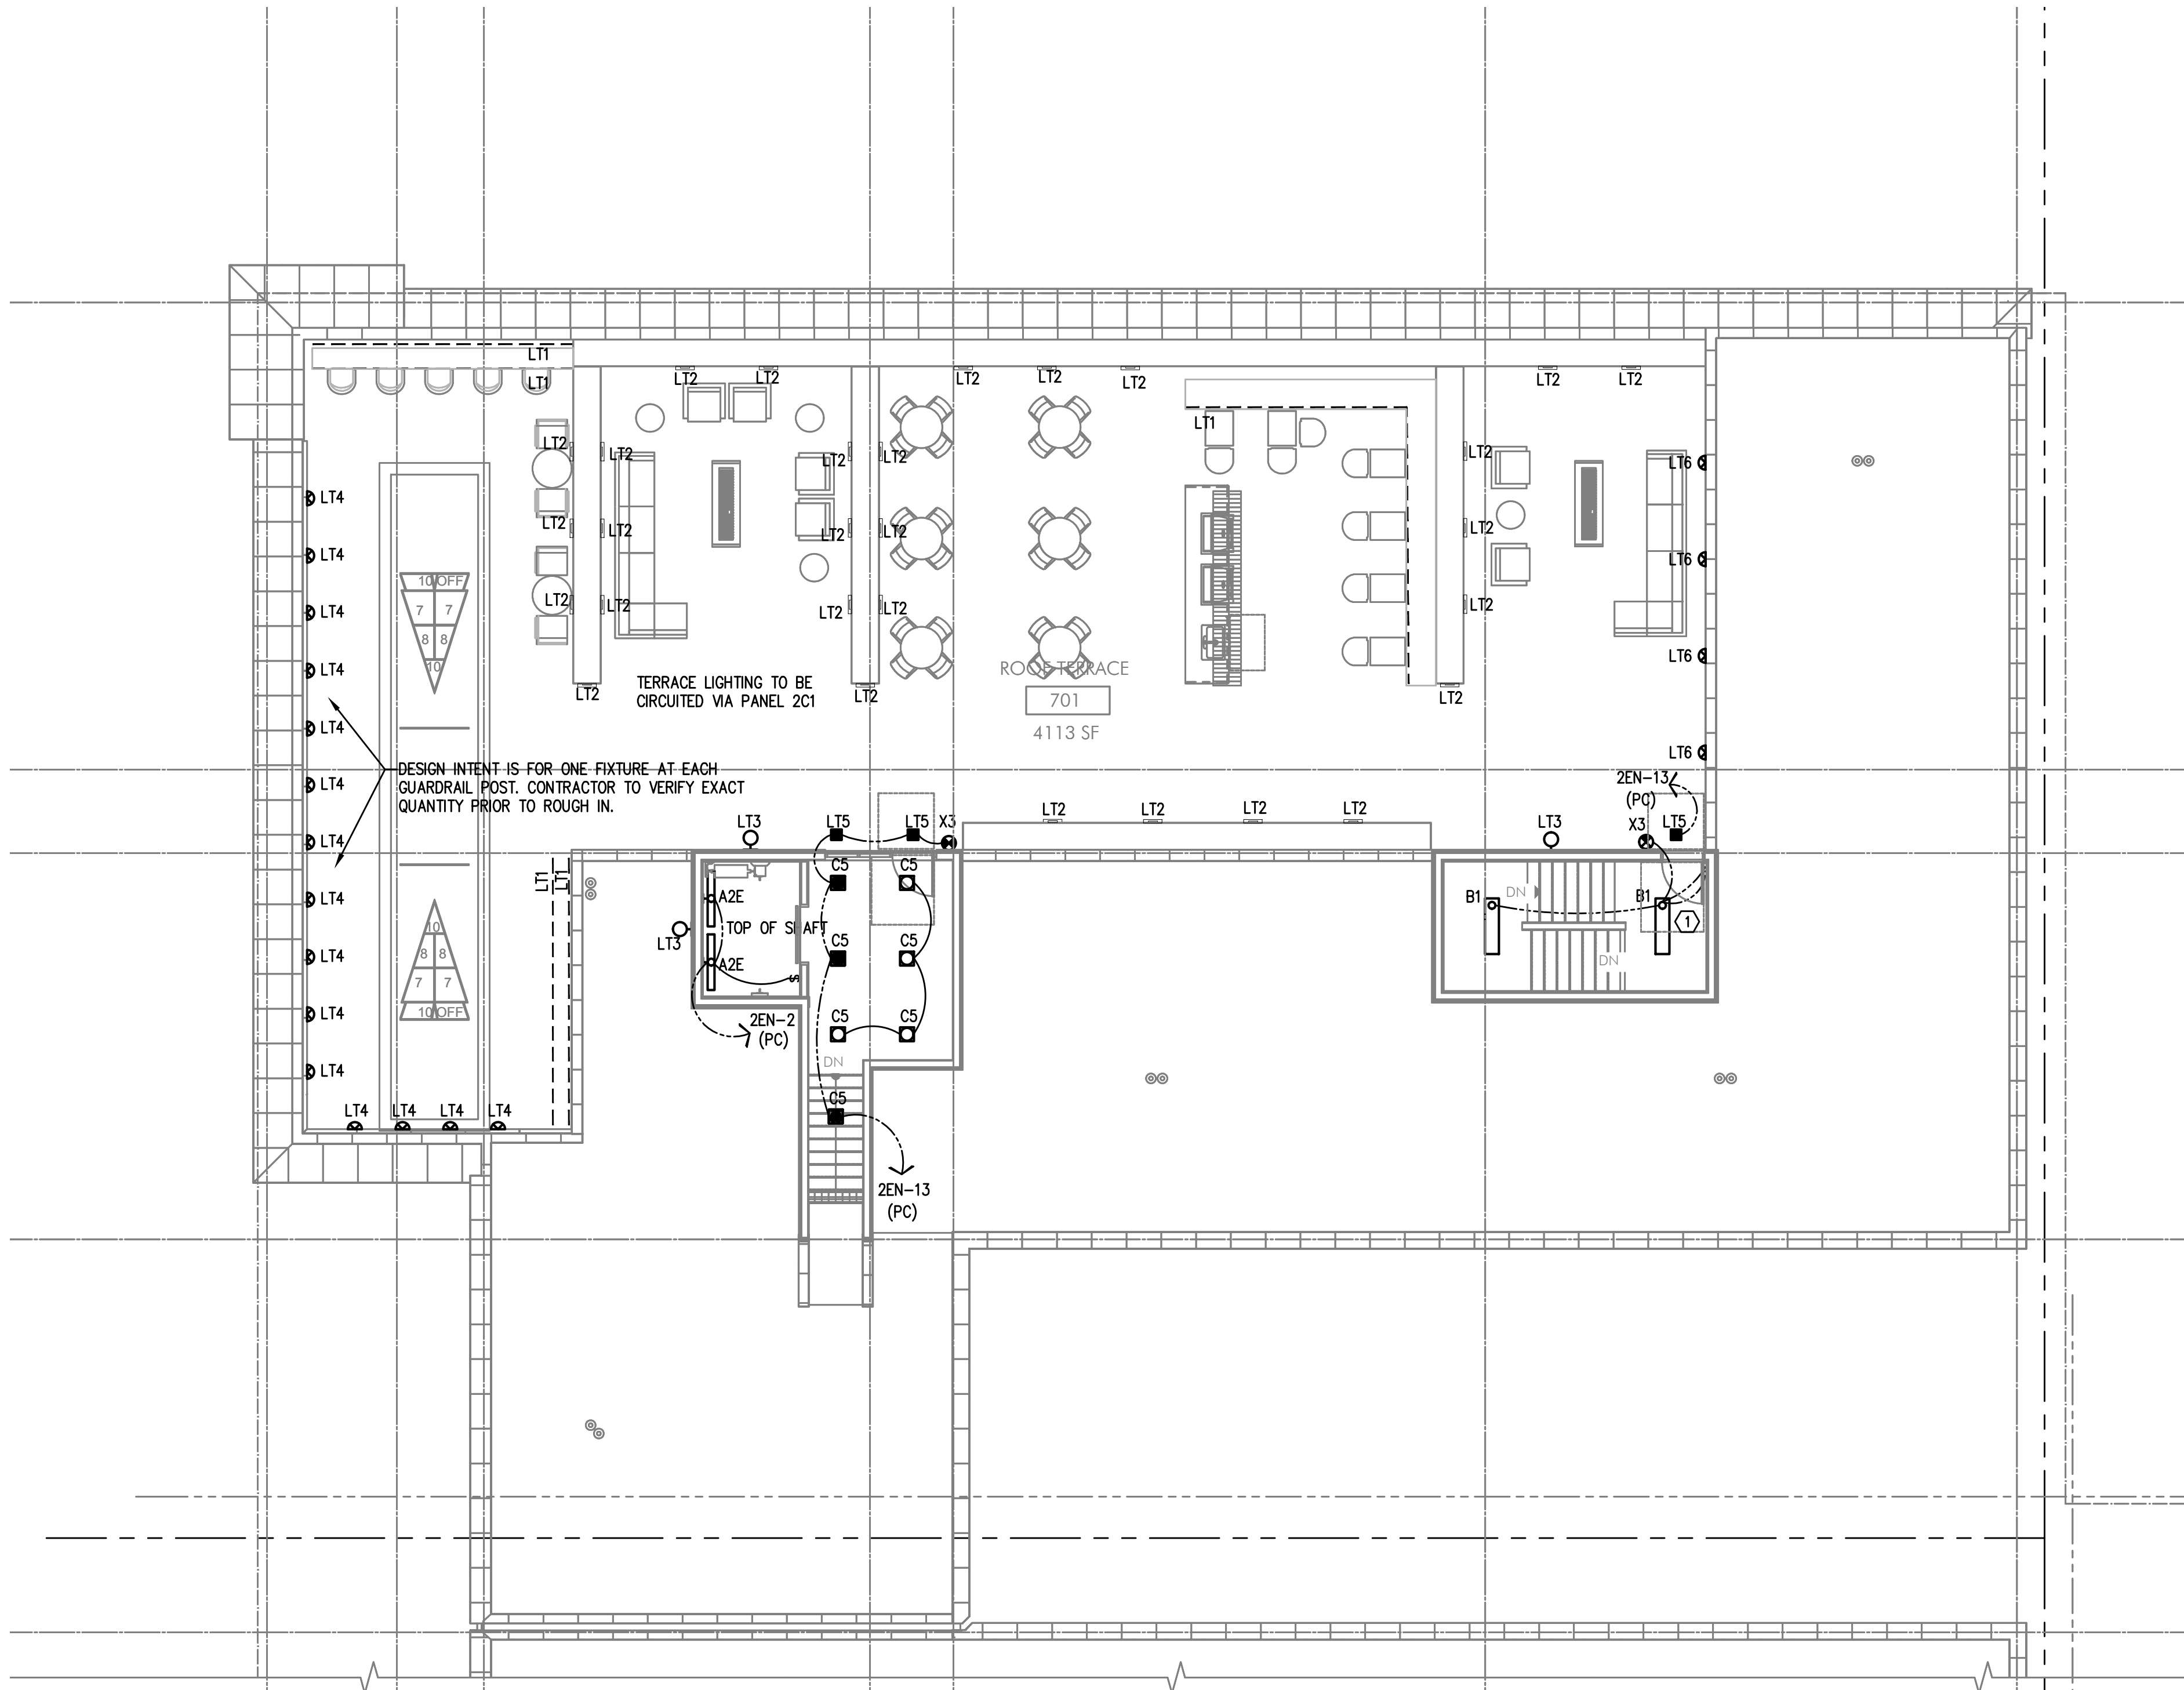 LT1
LT1
LT2
LT2
LT2
LT2
LT2
LT2
LT2
LT1
LT2
LT2
LT2
LT2
LT2
LT6
LT4
LT2
LT2
LT2
LT2
LT2
LT4
LT6
10 OFF
7 7
8 8
10
LT4
LT2
LT2
LT2
LT2
LT2
LT4
LT6
ROOF TERRACE
701
4113 SF
LT2
LT2
LT2
TERRACE LIGHTING TO BE
CIRCUITED VIA PANEL 2C1
LT4
LT6
DESIGN INTENT IS FOR ONE FIXTURE AT EACH
GUARDRAIL POST. CONTRACTOR TO VERIFY EXACT
QUANTITY PRIOR TO ROUGH IN.
LT4
2EN-13
(PC)
LT4
LT3
LT5
LT5
X3
LT2
LT2
LT2
LT2
LT3
X3
LT5
LT1
LT1
C5
C5
LT4
A2E
TOP OF SHAFT
LT3
B1
DN
B1
1
DN
10
8 8
7 7
10 OFF
LT4
A2E
S
C5
C5
LT4
2EN-2
(PC)
C5
C5
DN
LT4
LT4
LT4
LT4
LT4
C5
2EN-13
(PC)